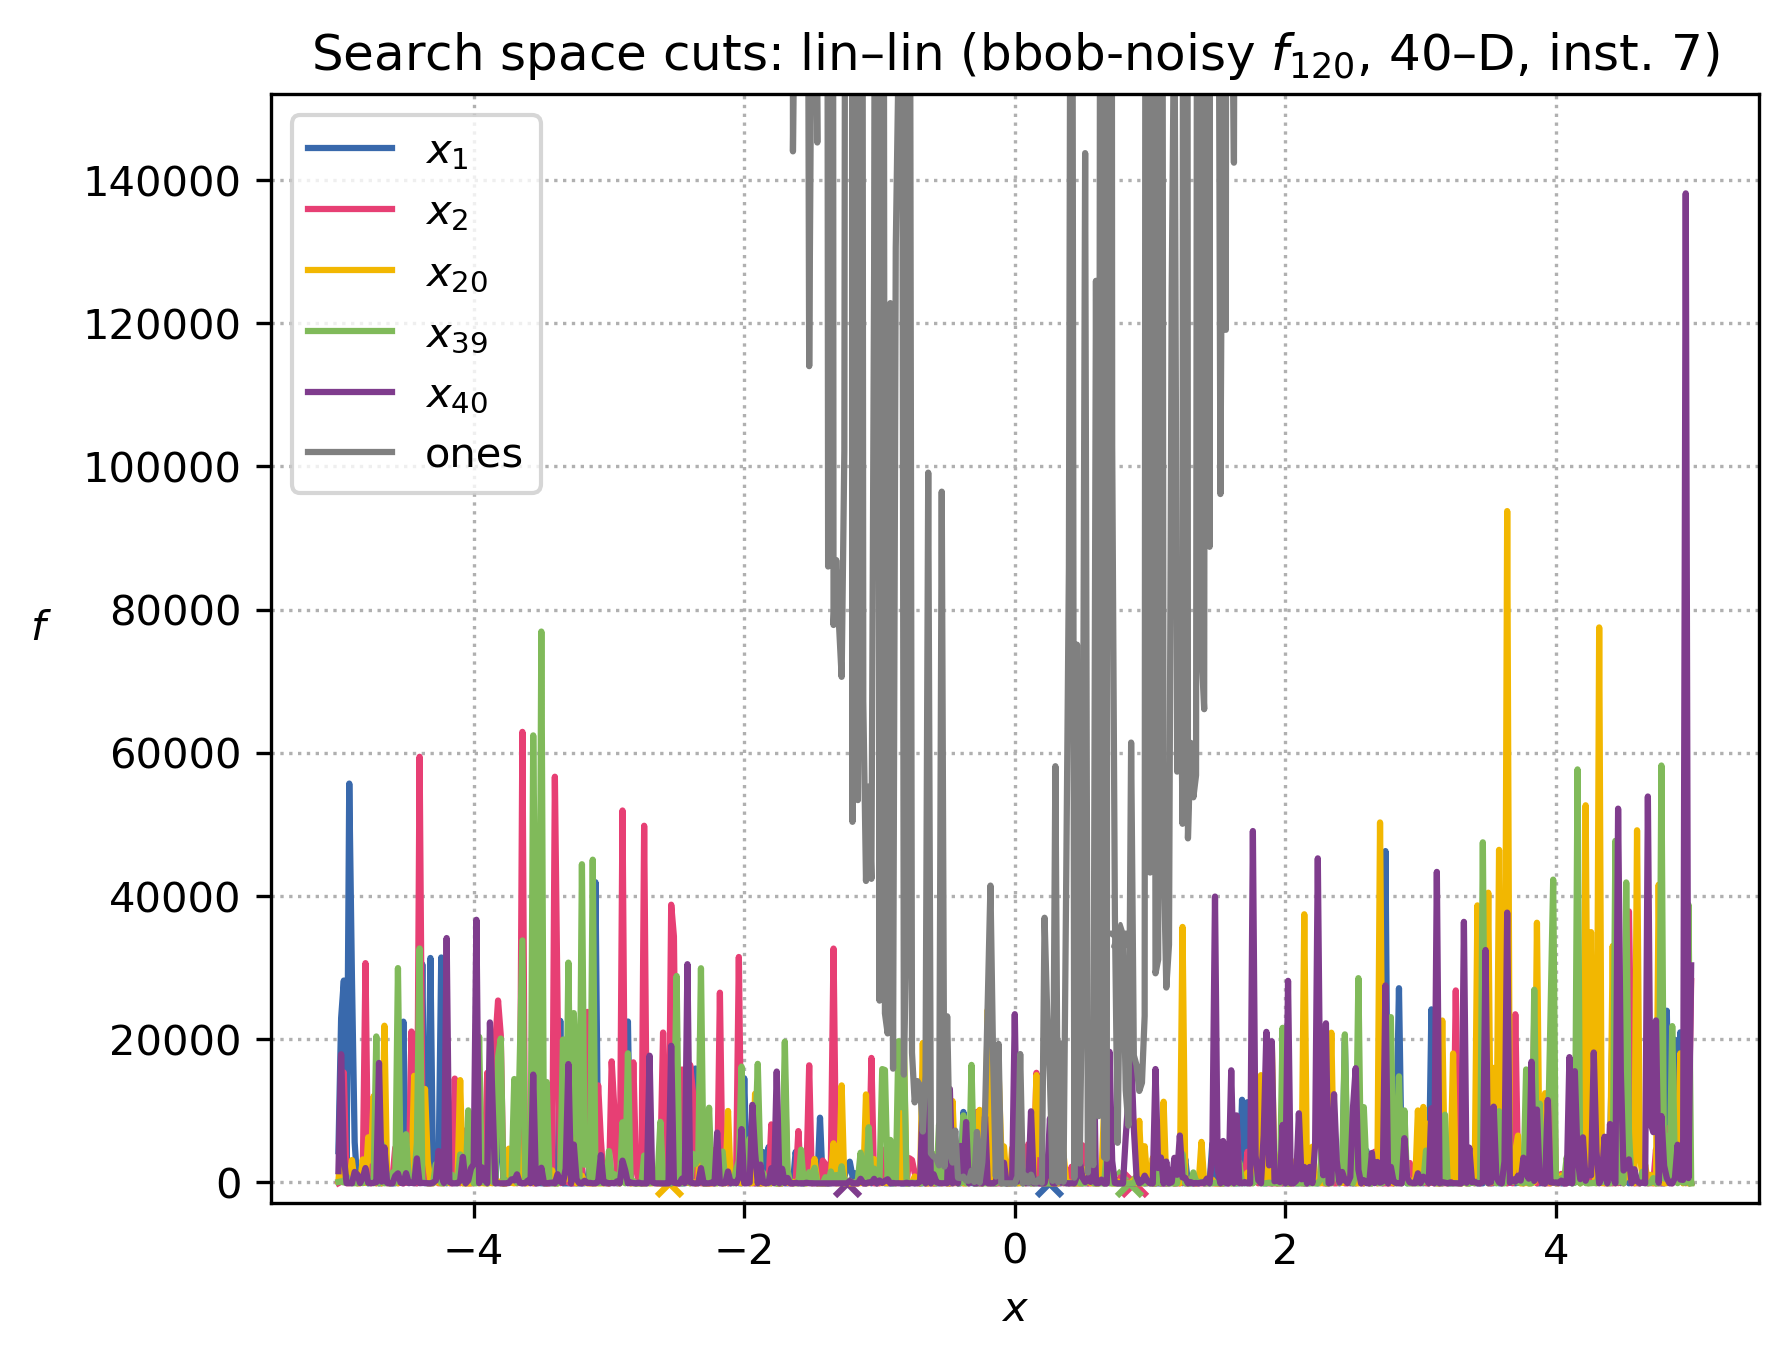 Search space cuts: lin–lin (bbob-noisy f₁₂₀, 40–D, inst. 7)
x₁
x₂
x₂₀
x₃₉
x₄₀
ones
140000
120000
100000
80000
60000
40000
20000
0
f
−4
−2
0
2
4
x